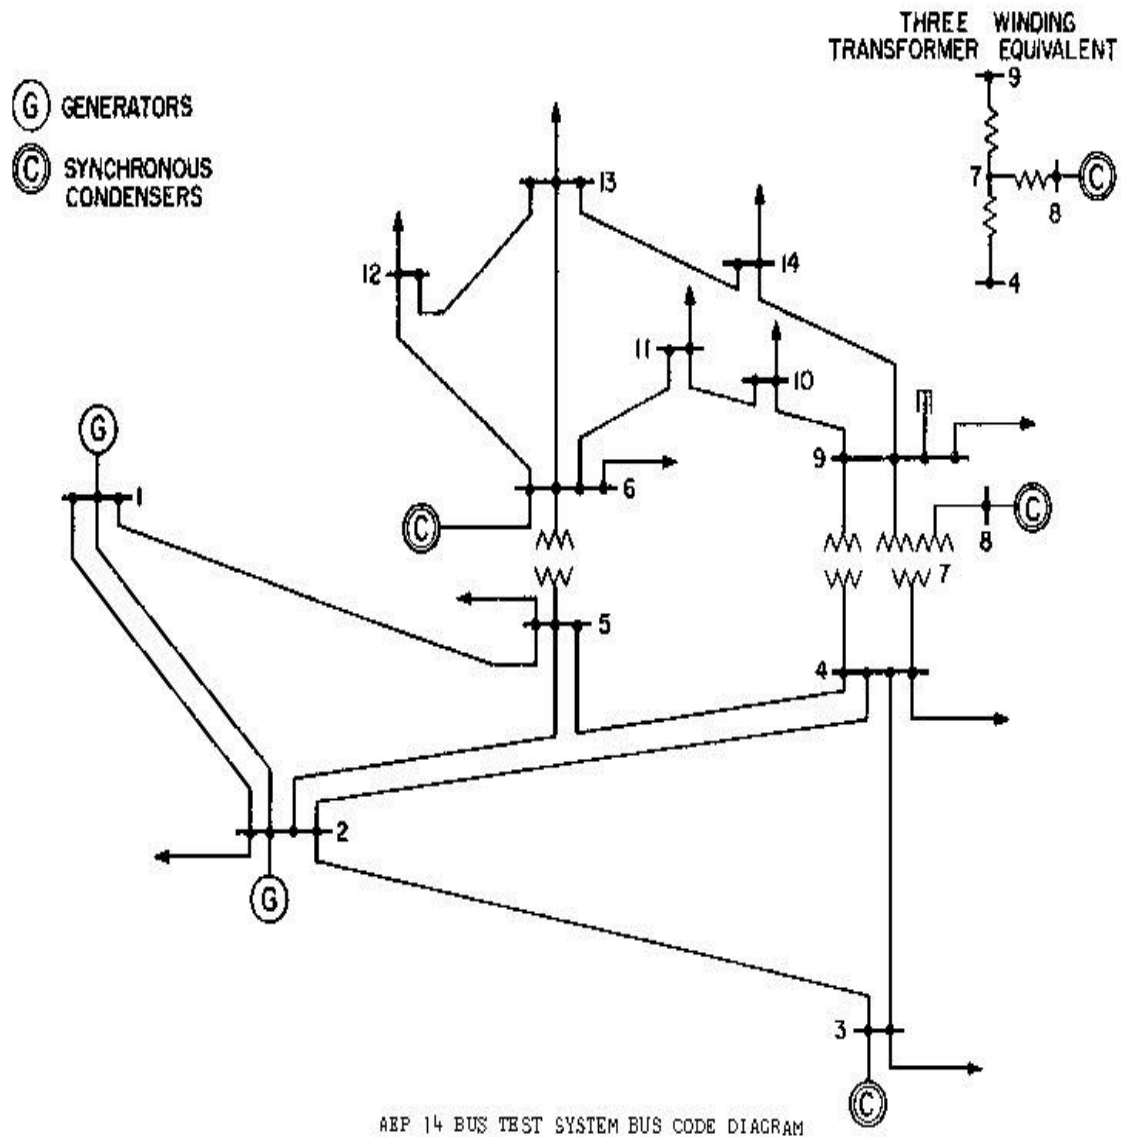 THREE WINDING
TRANSFORMER EQUIVALENT
9
7
C
8
4
G GENERATORS
C SYNCHRONOUS
CONDENSERS
13
12
14
11
10
G
1
9
6
C
C
8
7
5
4
2
G
3
C
AEP 14 BUS TEST SYSTEM BUS CODE DIAGRAM